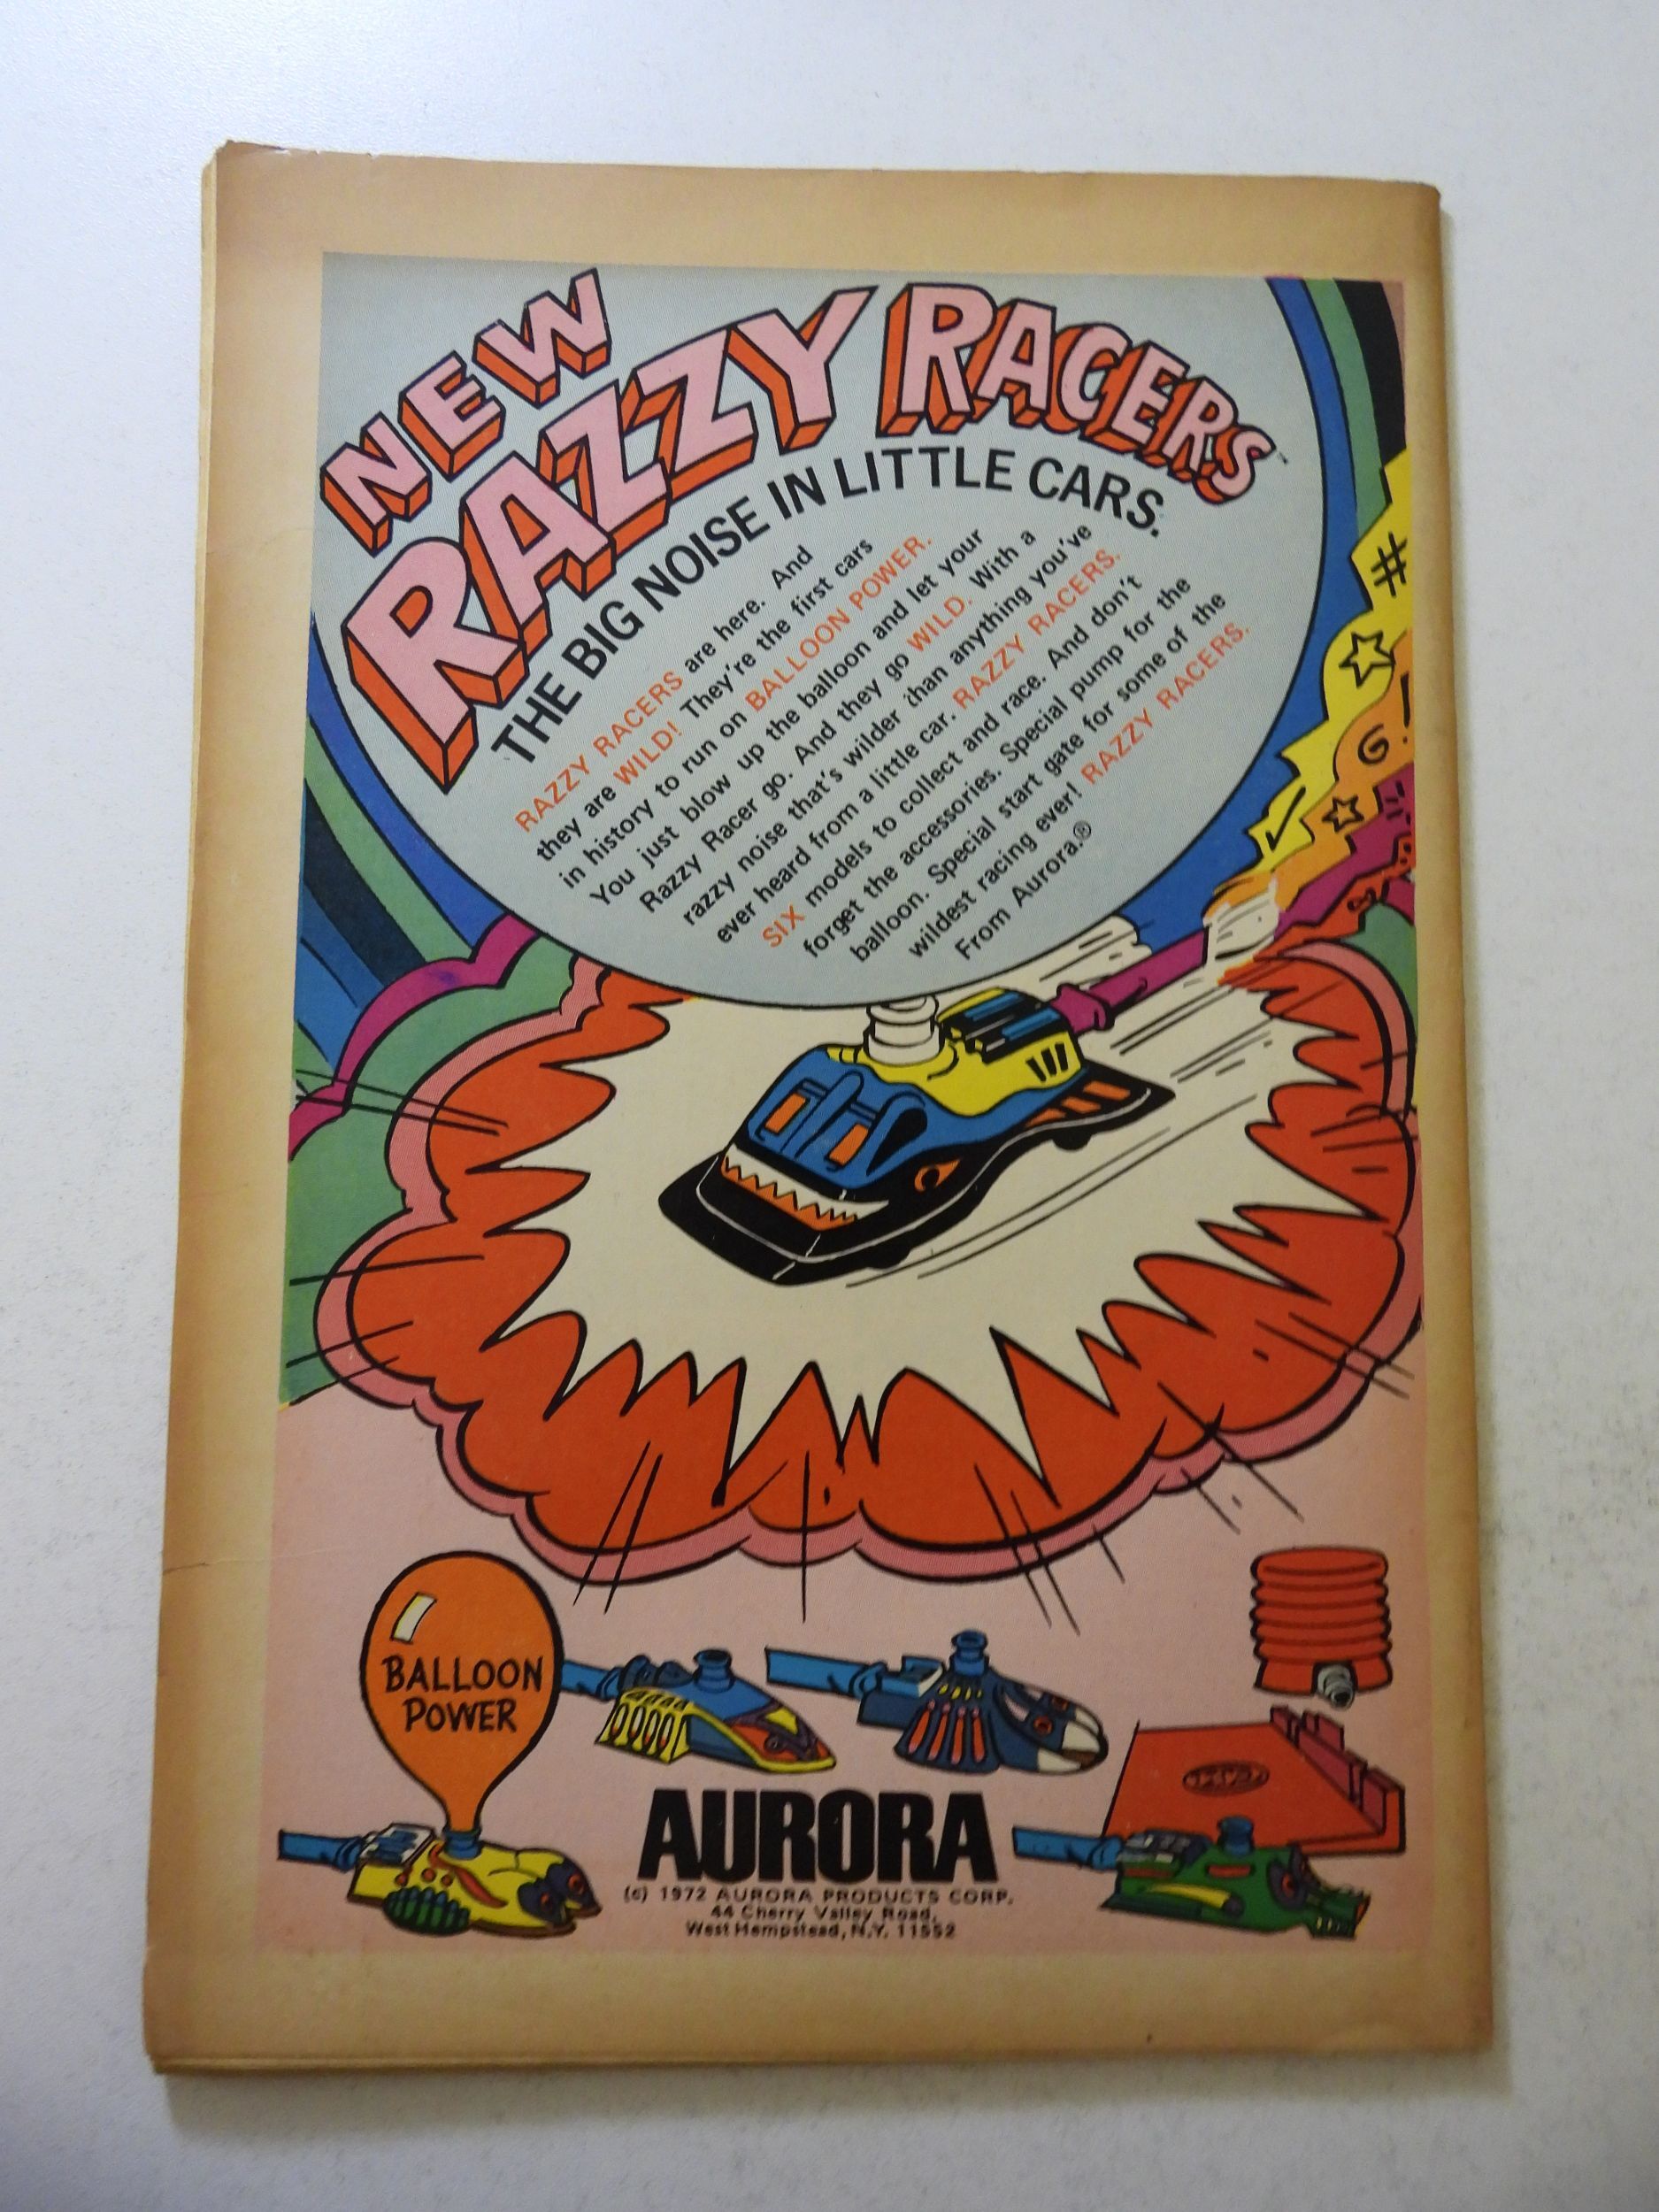 NEW
RAZZY RACERS™
THE BIG NOISE IN LITTLE CARS.
RAZZY RACERS are here. And
they are WILD! They're the first cars
in history to run on BALLOON POWER.
You just blow up the balloon and let your
Razzy Racer go. And they go WILD. With a
razzy noise that's wilder than anything you've
ever heard from a little car. RAZZY RACERS.
SIX models to collect and race. And don't
forget the accessories. Special pump for the
balloon. Special start gate for some of the
wildest racing ever! RAZZY RACERS.
From Aurora.®
#
!
G
BALLOON
POWER
AURORA
(c) 1972 AURORA PRODUCTS CORP.
44 Cherry Valley Road,
West Hempstead, N.Y. 11552